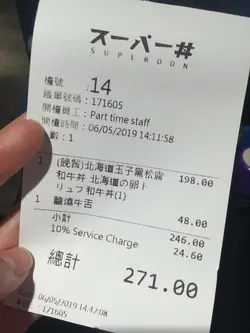 スーパー丼
SUPERDON
檯號 :14
賬單號碼 :171605
開檯員工 :Part time staff
開檯時間 :06/05/2019 14:11:58
數 :1
1 (晚餐)北海道玉子黑松露 198.00
和牛丼 北海道の卵ト
リュフ和牛丼(1)
1 鹽燒牛舌 48.00
小計 246.00
10% Service Charge 24.60
總計 271.00
06/05/2019 14:42:08
171605